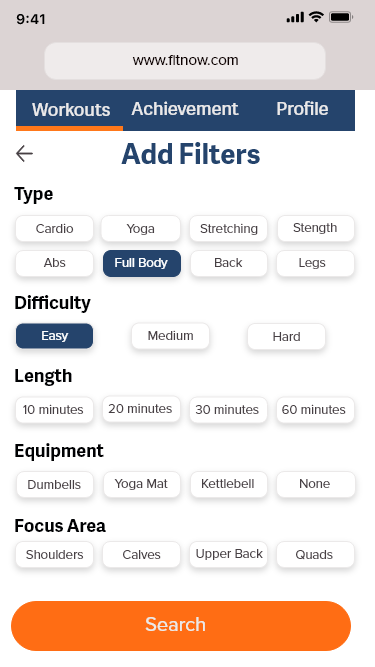 9:41
www.fitnow.com
Workouts Achievement Profile
Add Filters
Type
Cardio Yoga Stretching Stength
Abs Full Body Back Legs
Difficulty
Easy Medium Hard
Length
10 minutes 20 minutes 30 minutes 60 minutes
Equipment
Dumbells Yoga Mat Kettlebell None
Focus Area
Shoulders Calves Upper Back Quads
Search